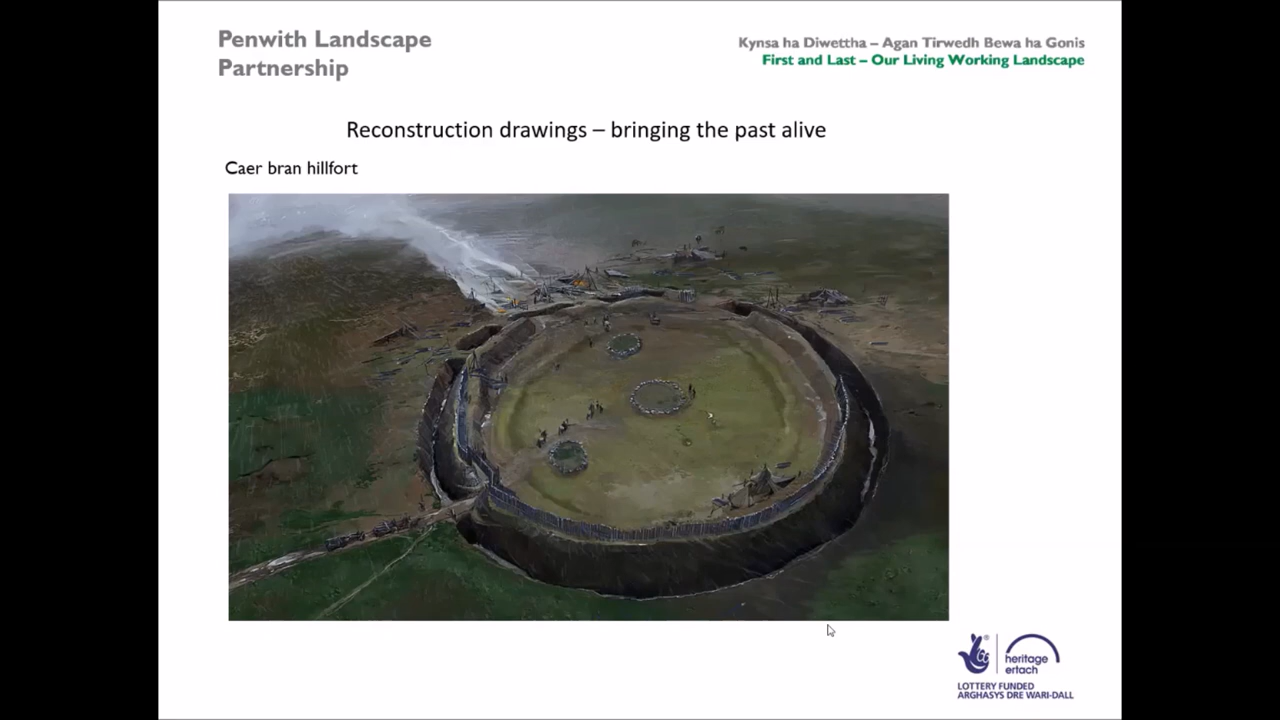 Penwith Landscape
Partnership
Kynsa ha Diwettha – Agan Tirwedh Bewa ha Gonis
First and Last – Our Living Working Landscape
Reconstruction drawings – bringing the past alive
Caer bran hillfort
heritage
ertach
LOTTERY FUNDED
ARGHASYS DRE WARI-DALL